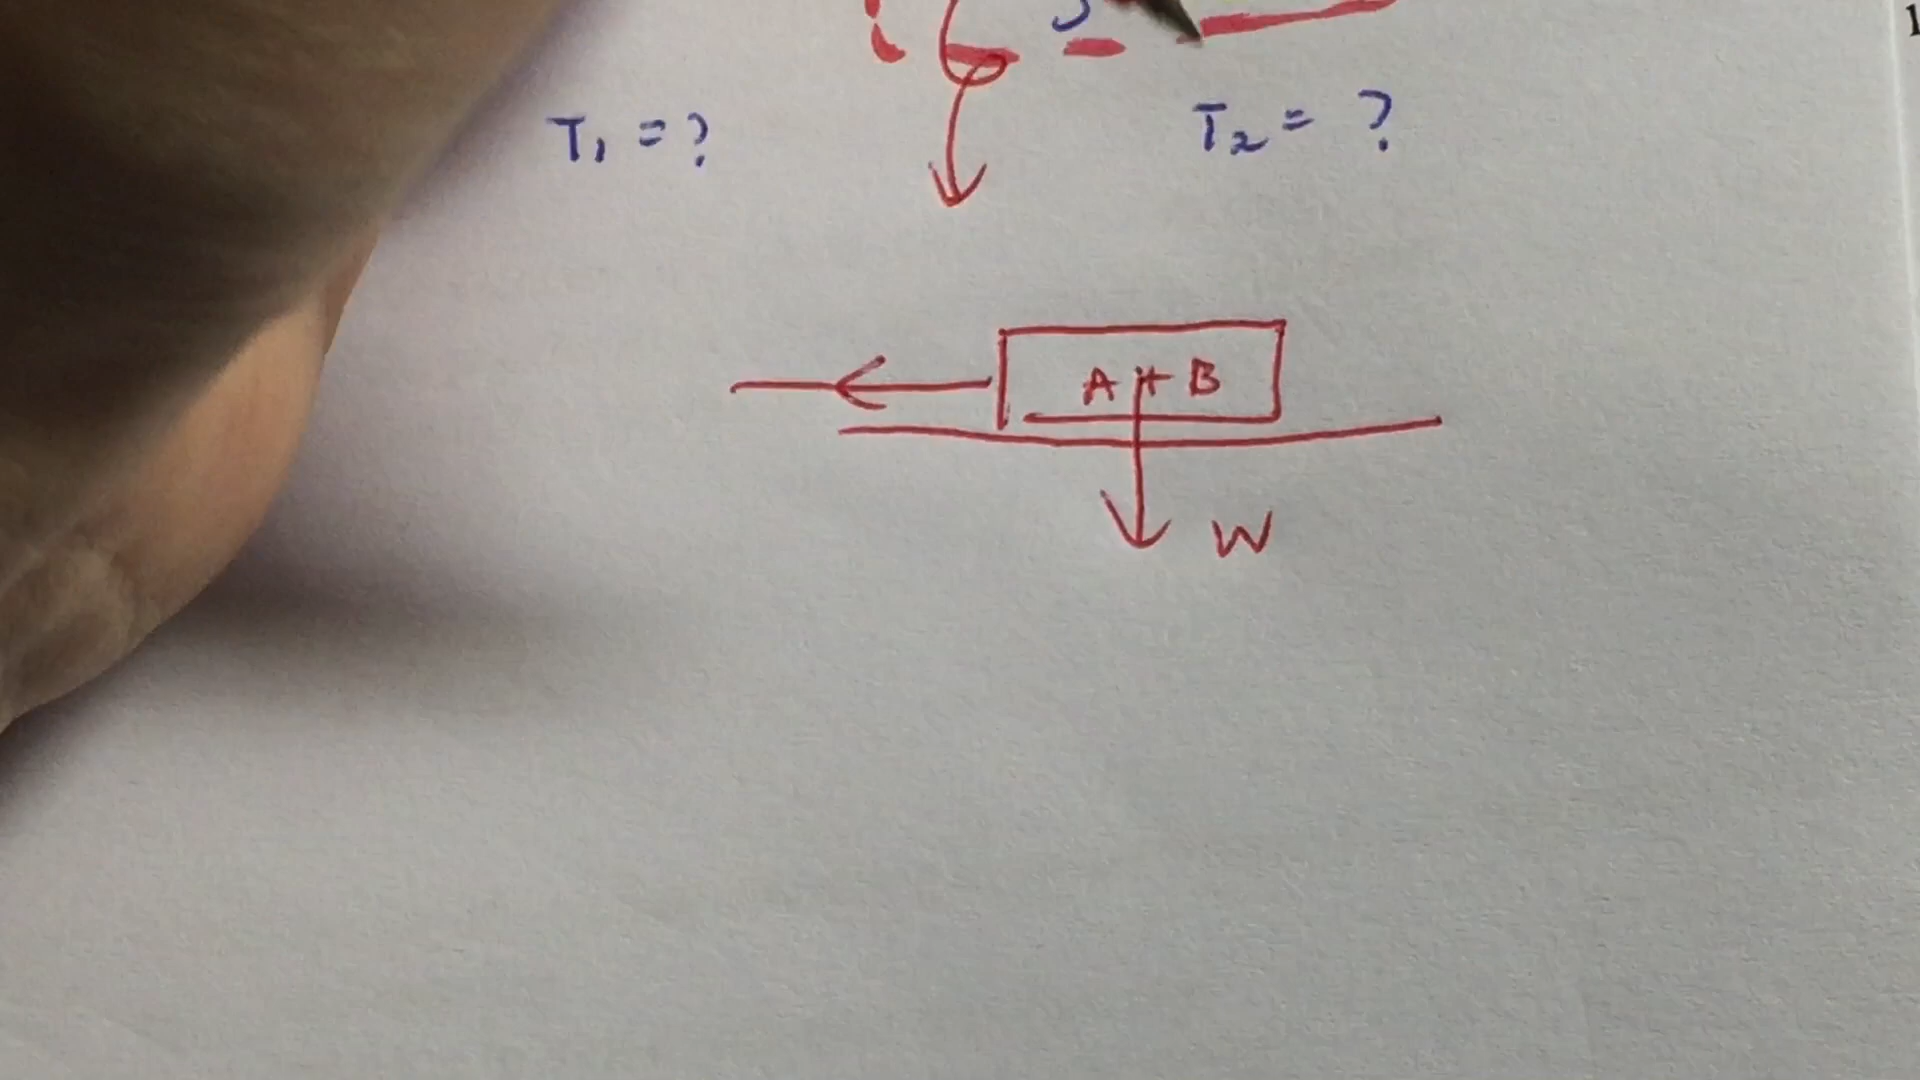 T₁ = ? T₂ = ?
A + B
W